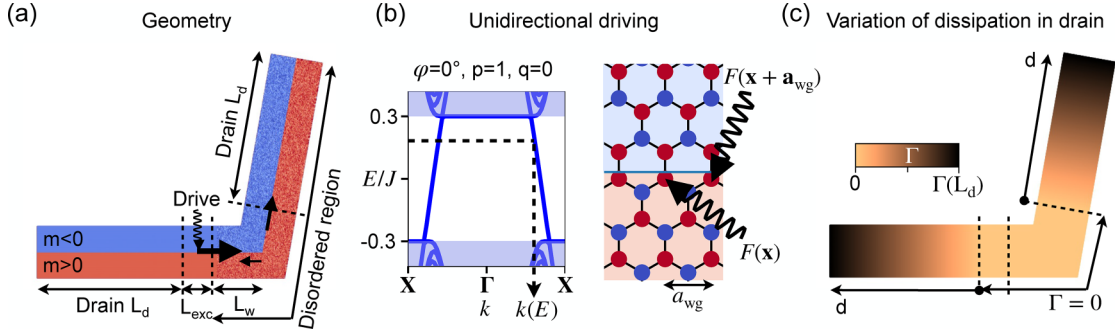 (a)
Geometry
Drain L_d
Drive
Disordered region
m<0
m>0
Drain L_d
L_exc
L_w
(b)
Unidirectional driving
φ=0°, p=1, q=0
0.3
E/J
-0.3
X
Γ
X
k
k(E)
F(x + a_wg)
F(x)
a_wg
(c)
Variation of dissipation in drain
d
Γ
0
Γ(L_d)
d
Γ = 0